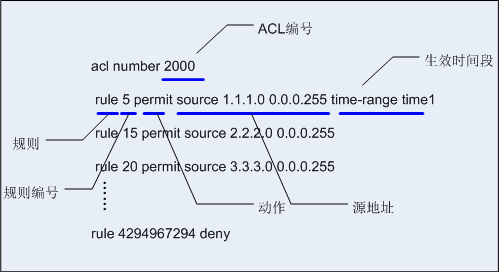 ACL编号
acl number 2000
生效时间段
rule 5 permit source 1.1.1.0 0.0.0.255 time-range time1
rule 15 permit source 2.2.2.0 0.0.0.255
规则
rule 20 permit source 3.3.3.0 0.0.0.255
规则编号
动作
源地址
rule 4294967294 deny